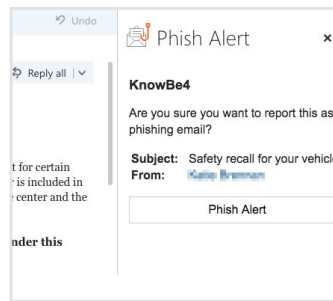 Undo
Phish Alert
Reply all
KnowBe4
Are you sure you want to report this as
phishing email?
t for certain
is included in
center and the
nder this
Subject: Safety recall for your vehicl
From:
Phish Alert